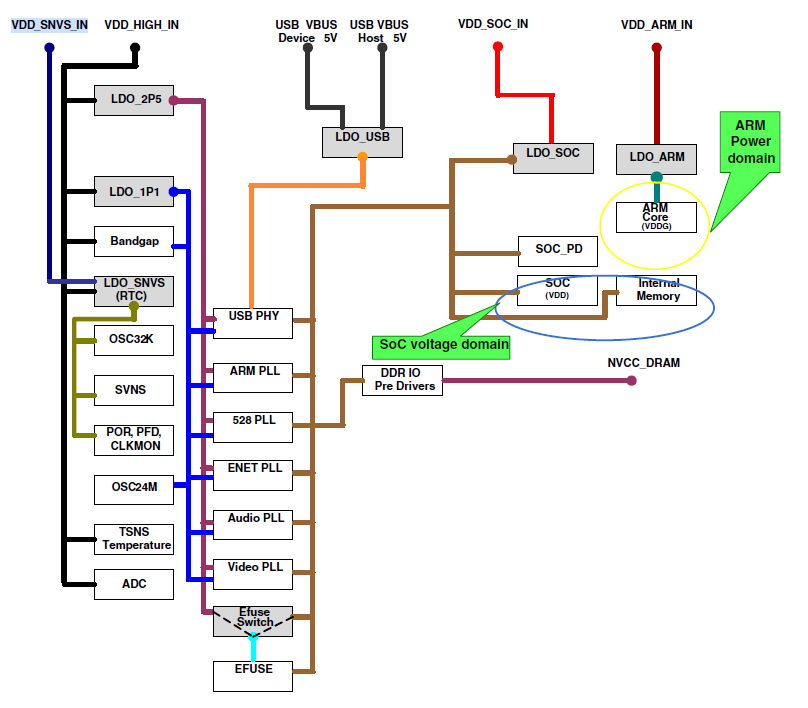 VDD_SNVS_IN
VDD_HIGH_IN
USB VBUS
Device 5V
USB VBUS
Host 5V
VDD_SOC_IN
VDD_ARM_IN
LDO_2P5
LDO_USB
LDO_SOC
LDO_ARM
ARM
Power
domain
LDO_1P1
ARM
Core
(VDDG)
Bandgap
SOC_PD
LDO_SNVS
(RTC)
SOC
(VDD)
Internal
Memory
USB PHY
OSC32K
SoC voltage domain
ARM PLL
DDR IO
Pre Drivers
NVCC_DRAM
SVNS
528 PLL
POR, PFD,
CLKMON
ENET PLL
OSC24M
Audio PLL
TSNS
Temperature
Video PLL
ADC
Efuse
Switch
EFUSE